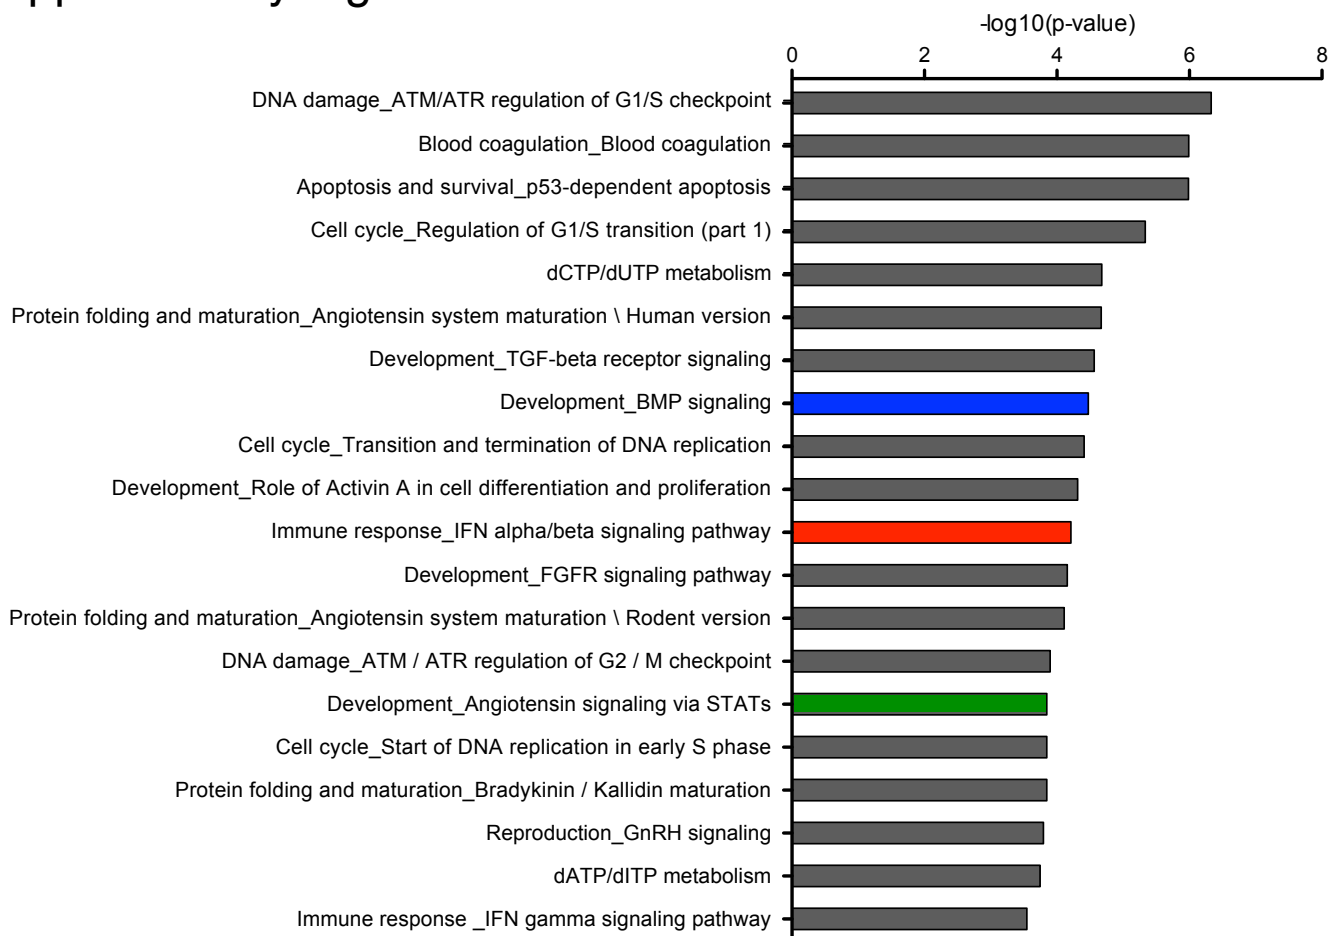 -log10(p-value)
0 2 4 6 8
DNA damage_ATM/ATR regulation of G1/S checkpoint
Blood coagulation_Blood coagulation
Apoptosis and survival_p53-dependent apoptosis
Cell cycle_Regulation of G1/S transition (part 1)
dCTP/dUTP metabolism
Protein folding and maturation_Angiotensin system maturation \ Human version
Development_TGF-beta receptor signaling
Development_BMP signaling
Cell cycle_Transition and termination of DNA replication
Development_Role of Activin A in cell differentiation and proliferation
Immune response_IFN alpha/beta signaling pathway
Development_FGFR signaling pathway
Protein folding and maturation_Angiotensin system maturation \ Rodent version
DNA damage_ATM / ATR regulation of G2 / M checkpoint
Development_Angiotensin signaling via STATs
Cell cycle_Start of DNA replication in early S phase
Protein folding and maturation_Bradykinin / Kallidin maturation
Reproduction_GnRH signaling
dATP/dITP metabolism
Immune response _IFN gamma signaling pathway